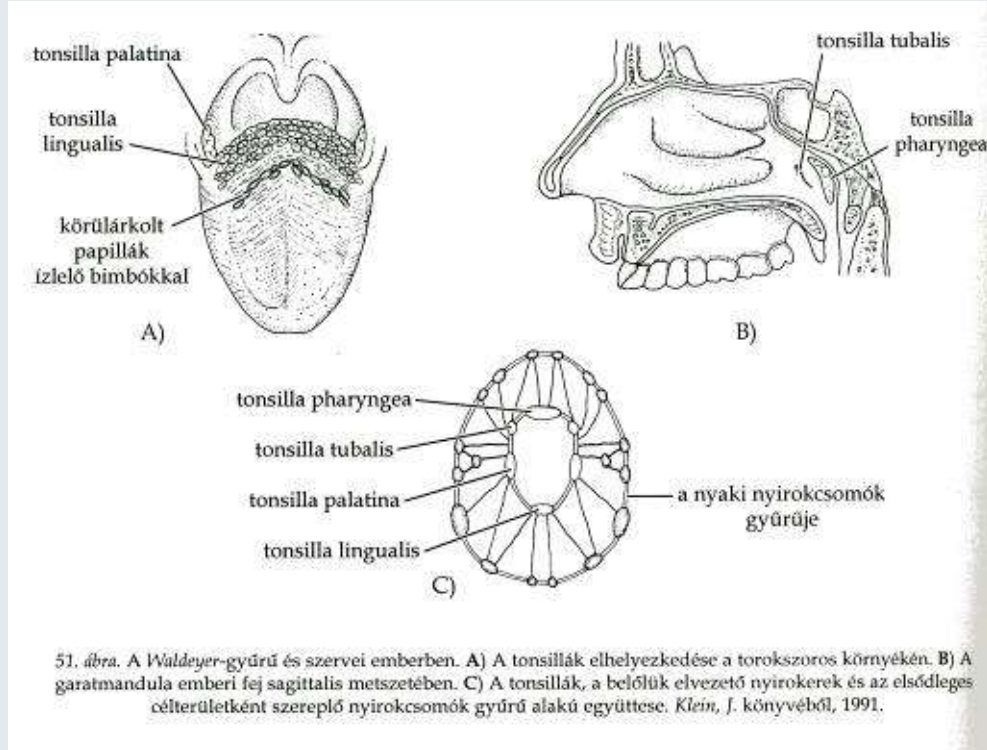 tonsilla palatina
tonsilla
lingualis
körülárkolt
papillák
ízlelő bimbókkal
A)
tonsilla tubalis
tonsilla
pharyngea
B)
tonsilla pharyngea
tonsilla tubalis
tonsilla palatina
tonsilla lingualis
a nyaki nyirokcsomók
gyűrűje
C)
51. ábra. A Waldeyer-gyűrű és szervei emberben. A) A tonsillák elhelyezkedése a torokszoros környékén. B) A
garatmandula emberi fej sagittalis metszetében. C) A tonsillák, a belőlük elvezető nyirokerek és az elsődleges
célterületként szereplő nyirokcsomók gyűrű alakú együttese. Klein, J. könyvéből, 1991.